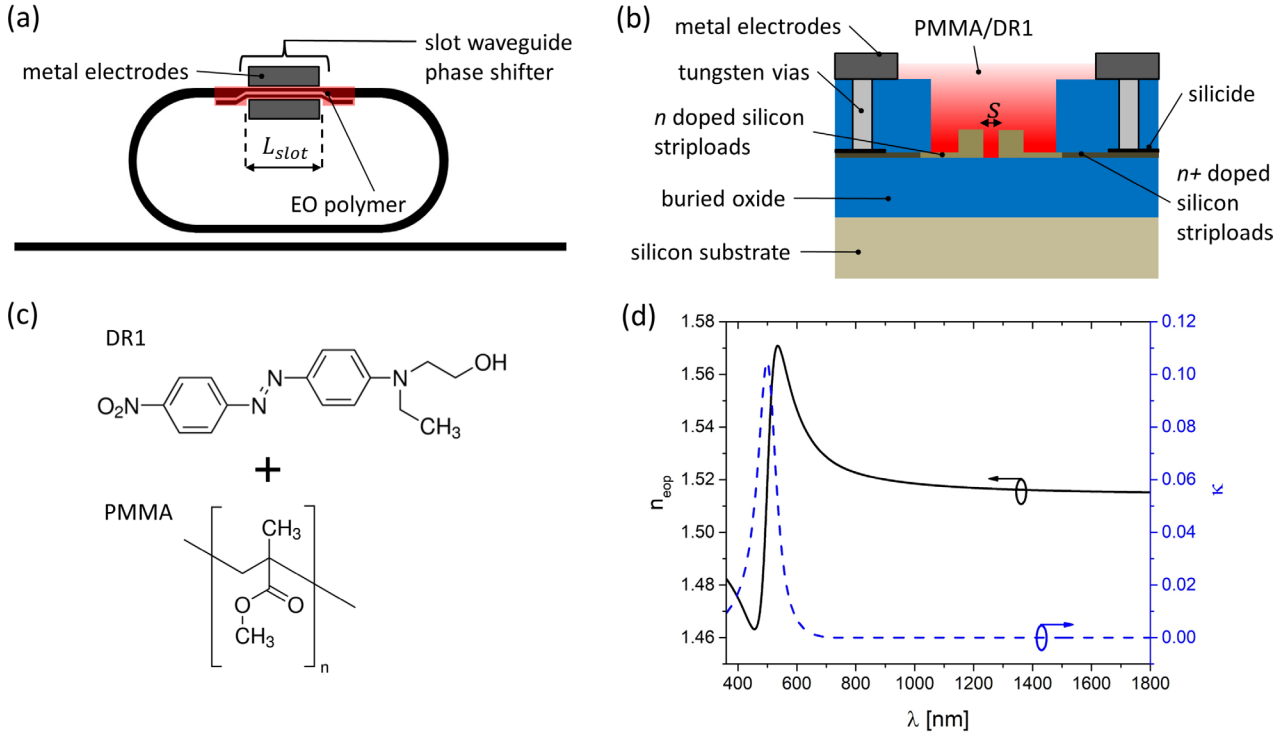 (a)
slot waveguide
phase shifter
metal electrodes
L_slot
EO polymer
(b)
metal electrodes
PMMA/DR1
tungsten vias
silicide
n doped silicon
striploads
S
n+ doped
silicon
striploads
buried oxide
silicon substrate
(c)
DR1
O₂N
N
N
N
OH
CH₃
+
PMMA
CH₃
O
O
CH₃
n
(d)
1.58
1.56
1.54
1.52
1.50
1.48
1.46
n_eop
0.12
0.10
0.08
0.06
0.04
0.02
0.00
κ
400 600 800 1000 1200 1400 1600 1800
λ [nm]